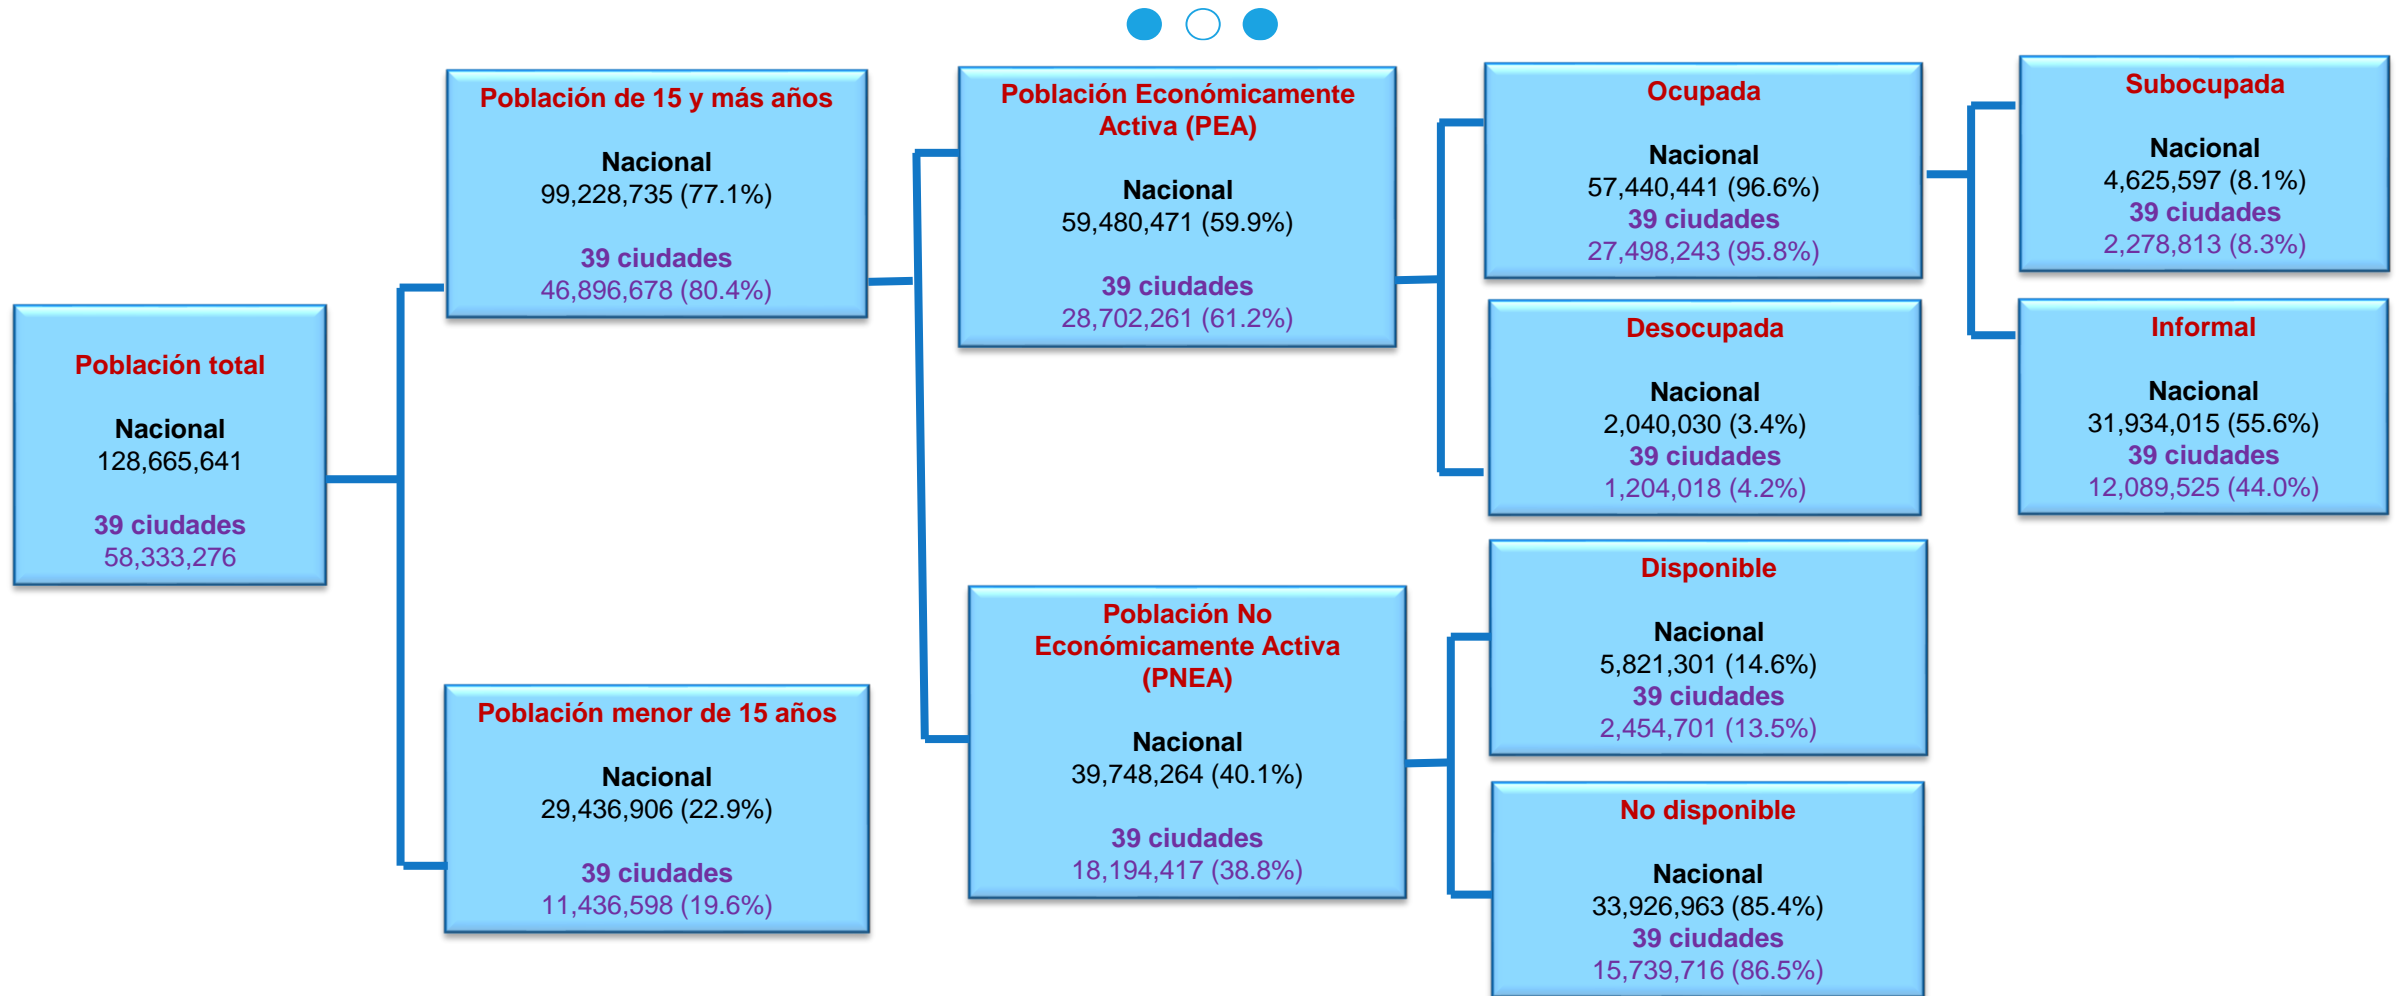 Población total
Nacional
128,665,641
39 ciudades
58,333,276
Población de 15 y más años
Nacional
99,228,735 (77.1%)
39 ciudades
46,896,678 (80.4%)
Población menor de 15 años
Nacional
29,436,906 (22.9%)
39 ciudades
11,436,598 (19.6%)
Población Económicamente
Activa (PEA)
Nacional
59,480,471 (59.9%)
39 ciudades
28,702,261 (61.2%)
Población No
Económicamente Activa
(PNEA)
Nacional
39,748,264 (40.1%)
39 ciudades
18,194,417 (38.8%)
Ocupada
Nacional
57,440,441 (96.6%)
39 ciudades
27,498,243 (95.8%)
Desocupada
Nacional
2,040,030 (3.4%)
39 ciudades
1,204,018 (4.2%)
Disponible
Nacional
5,821,301 (14.6%)
39 ciudades
2,454,701 (13.5%)
No disponible
Nacional
33,926,963 (85.4%)
39 ciudades
15,739,716 (86.5%)
Subocupada
Nacional
4,625,597 (8.1%)
39 ciudades
2,278,813 (8.3%)
Informal
Nacional
31,934,015 (55.6%)
39 ciudades
12,089,525 (44.0%)